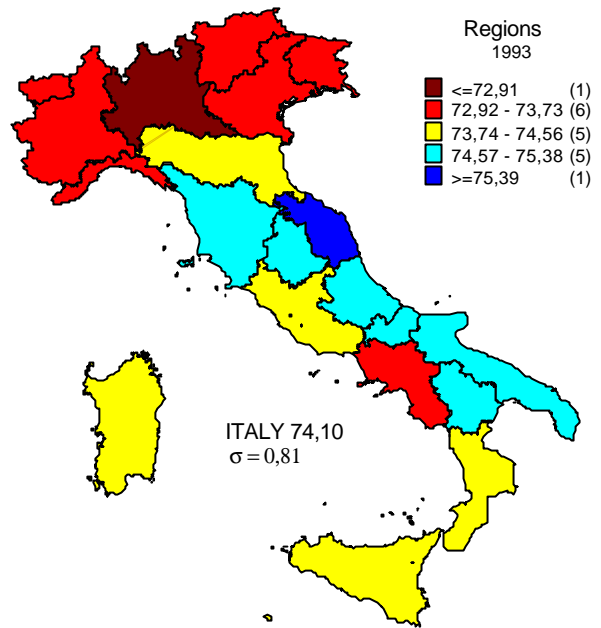 Regions
1993
<=72,91 (1)
72,92 - 73,73 (6)
73,74 - 74,56 (5)
74,57 - 75,38 (5)
>=75,39 (1)
ITALY 74,10
σ = 0,81